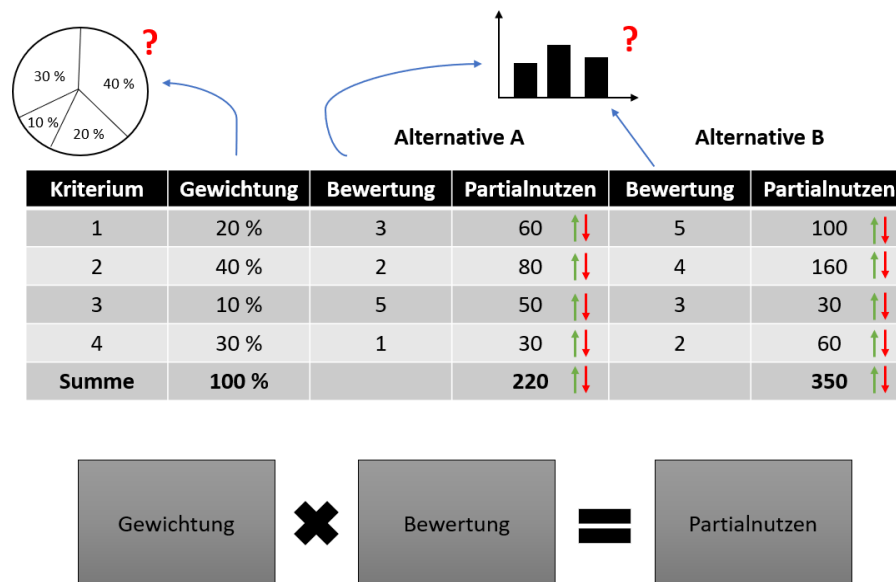 ?
30 %
40 %
10 %
20 %
?
Alternative A
Alternative B
Kriterium Gewichtung Bewertung Partialnutzen Bewertung Partialnutzen
1 20 % 3 60 5 100
2 40 % 2 80 4 160
3 10 % 5 50 3 30
4 30 % 1 30 2 60
Summe 100 % 220 350
Gewichtung Bewertung Partialnutzen